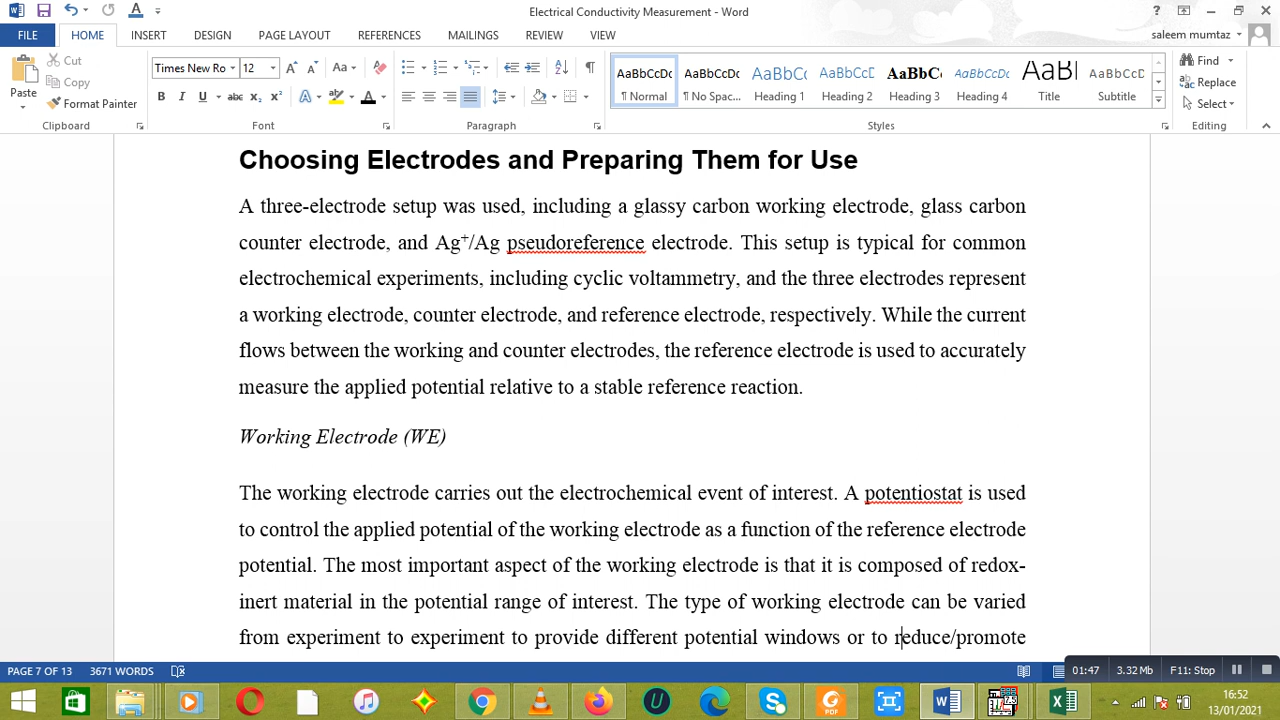 Electrical Conductivity Measurement - Word
FILE HOME INSERT DESIGN PAGE LAYOUT REFERENCES MAILINGS REVIEW VIEW saleem mumtaz
Paste Cut Copy Format Painter
Clipboard
Times New Ro 12 Aa
B I U abc x₂ x² A A
Font
Paragraph
AaBbCcDc AaBbCcDc AaBbCc AaBbCcDc AaBbCc AaBbCcDc AaBl AaBbCcDc
¶ Normal ¶ No Spac... Heading 1 Heading 2 Heading 3 Heading 4 Title Subtitle
Styles
Find
Replace
Select
Editing
Choosing Electrodes and Preparing Them for Use
A three-electrode setup was used, including a glassy carbon working electrode, glass carbon
counter electrode, and Ag⁺/Ag pseudoreference electrode. This setup is typical for common
electrochemical experiments, including cyclic voltammetry, and the three electrodes represent
a working electrode, counter electrode, and reference electrode, respectively. While the current
flows between the working and counter electrodes, the reference electrode is used to accurately
measure the applied potential relative to a stable reference reaction.
Working Electrode (WE)
The working electrode carries out the electrochemical event of interest. A potentiostat is used
to control the applied potential of the working electrode as a function of the reference electrode
potential. The most important aspect of the working electrode is that it is composed of redox-
inert material in the potential range of interest. The type of working electrode can be varied
from experiment to experiment to provide different potential windows or to reduce/promote
PAGE 7 OF 13 3671 WORDS
01:47 3.32 Mb F11: Stop
PDF
16:52
13/01/2021